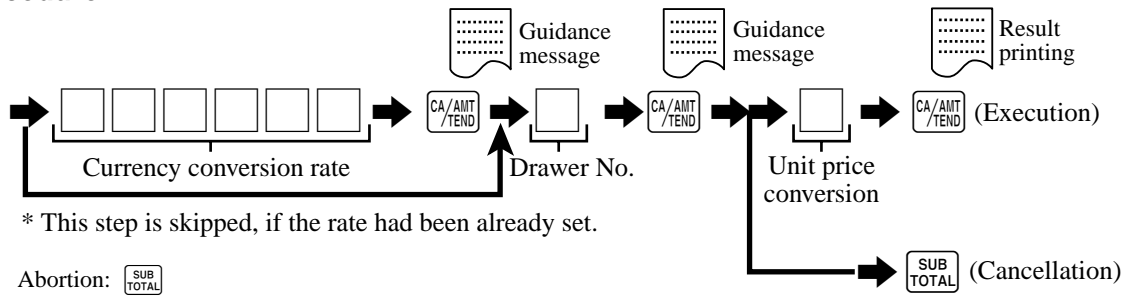 Guidance
message
Guidance
message
Result
printing
CA/AMT
TEND
CA/AMT
TEND
CA/AMT
TEND
(Execution)
Currency conversion rate
Drawer No.
Unit price
conversion
* This step is skipped, if the rate had been already set.
SUB
TOTAL
(Cancellation)
Abortion:
SUB
TOTAL